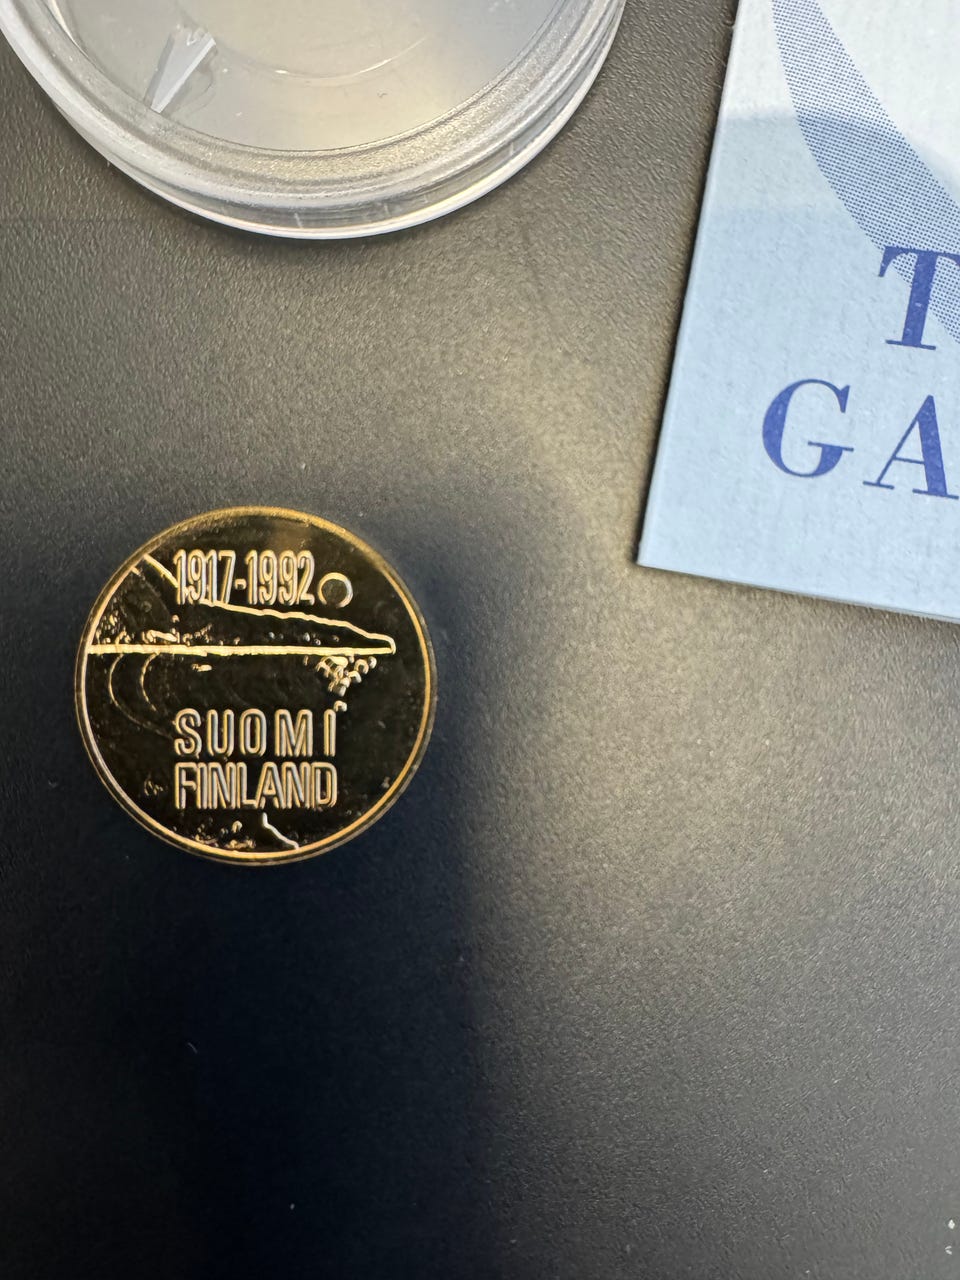 T
GA
1917-1992
SUOMI
FINLAND